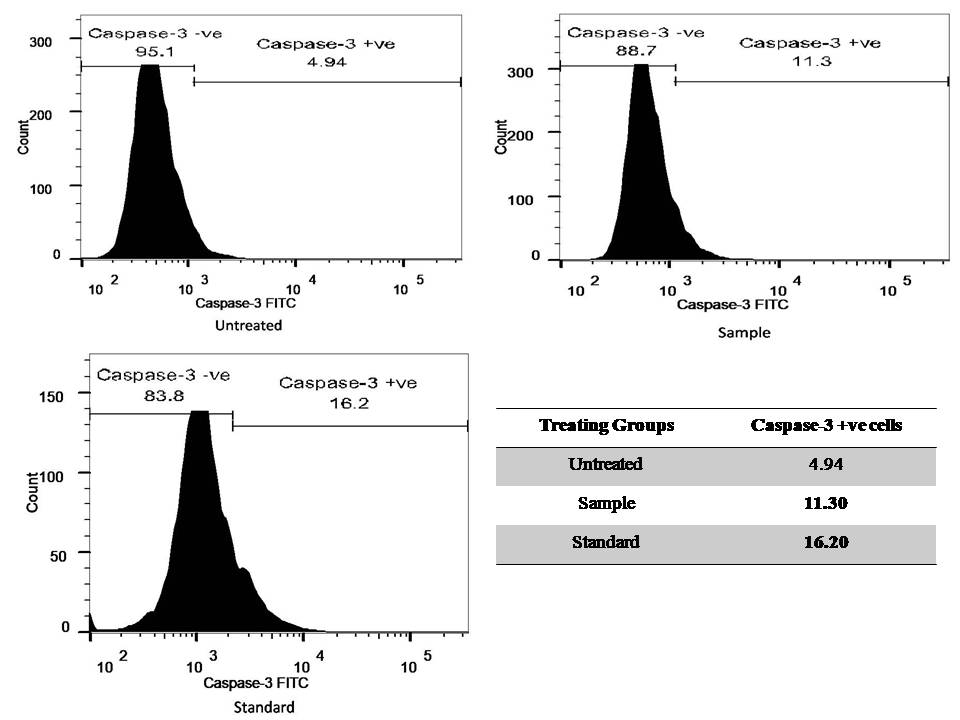 Caspase-3 -ve
95.1
Caspase-3 +ve
4.94
300
200
100
0
Count
10 2
10 3
10 4
10 5
Caspase-3 FITC
Untreated
Caspase-3 -ve
88.7
Caspase-3 +ve
11.3
300
200
100
0
Count
10 2
10 3
10 4
10 5
Caspase-3 FITC
Sample
Caspase-3 -ve
83.8
Caspase-3 +ve
16.2
150
100
50
0
Count
10 2
10 3
10 4
10 5
Caspase-3 FITC
Standard
Treating Groups Caspase-3 +ve cells
Untreated 4.94
Sample 11.30
Standard 16.20